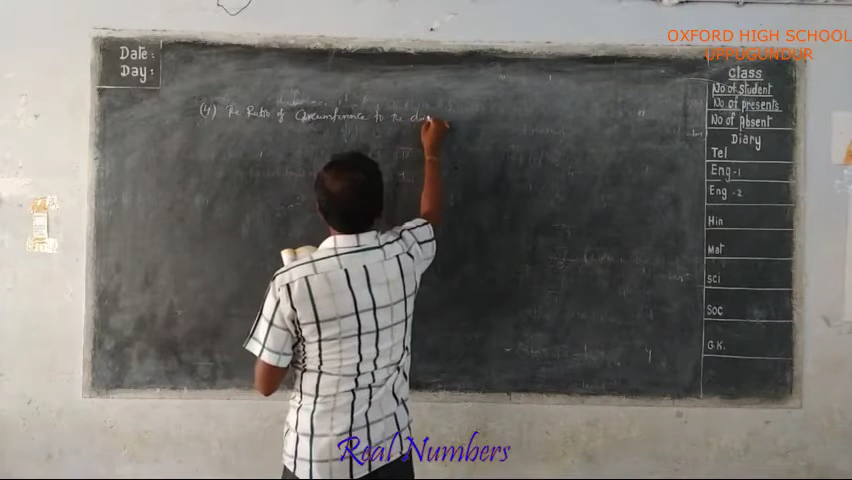 OXFORD HIGH SCHOOL
UPPUGUNDUR
Date:
Day:
(4) The Ratio of Circumference to the di
Class
No of Student
No of presents
No of Absent
Diary
Tel
Eng-1
Eng-2
Hin
Mat
Sci
Soc
G.K.
Real Numbers